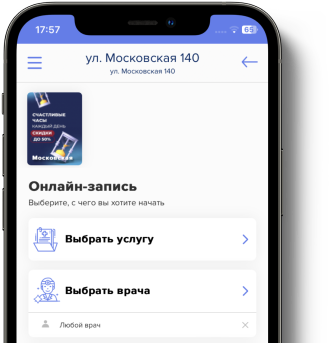 17:57
65
ул. Московская 140
ул. Московская 140
СЧАСТЛИВЫЕ
ЧАСЫ
КАЖДЫЙ ДЕНЬ
СКИДКИ
ДО 50%
Московская
Онлайн-запись
Выберите, с чего вы хотите начать
Выбрать услугу
Выбрать врача
Любой врач